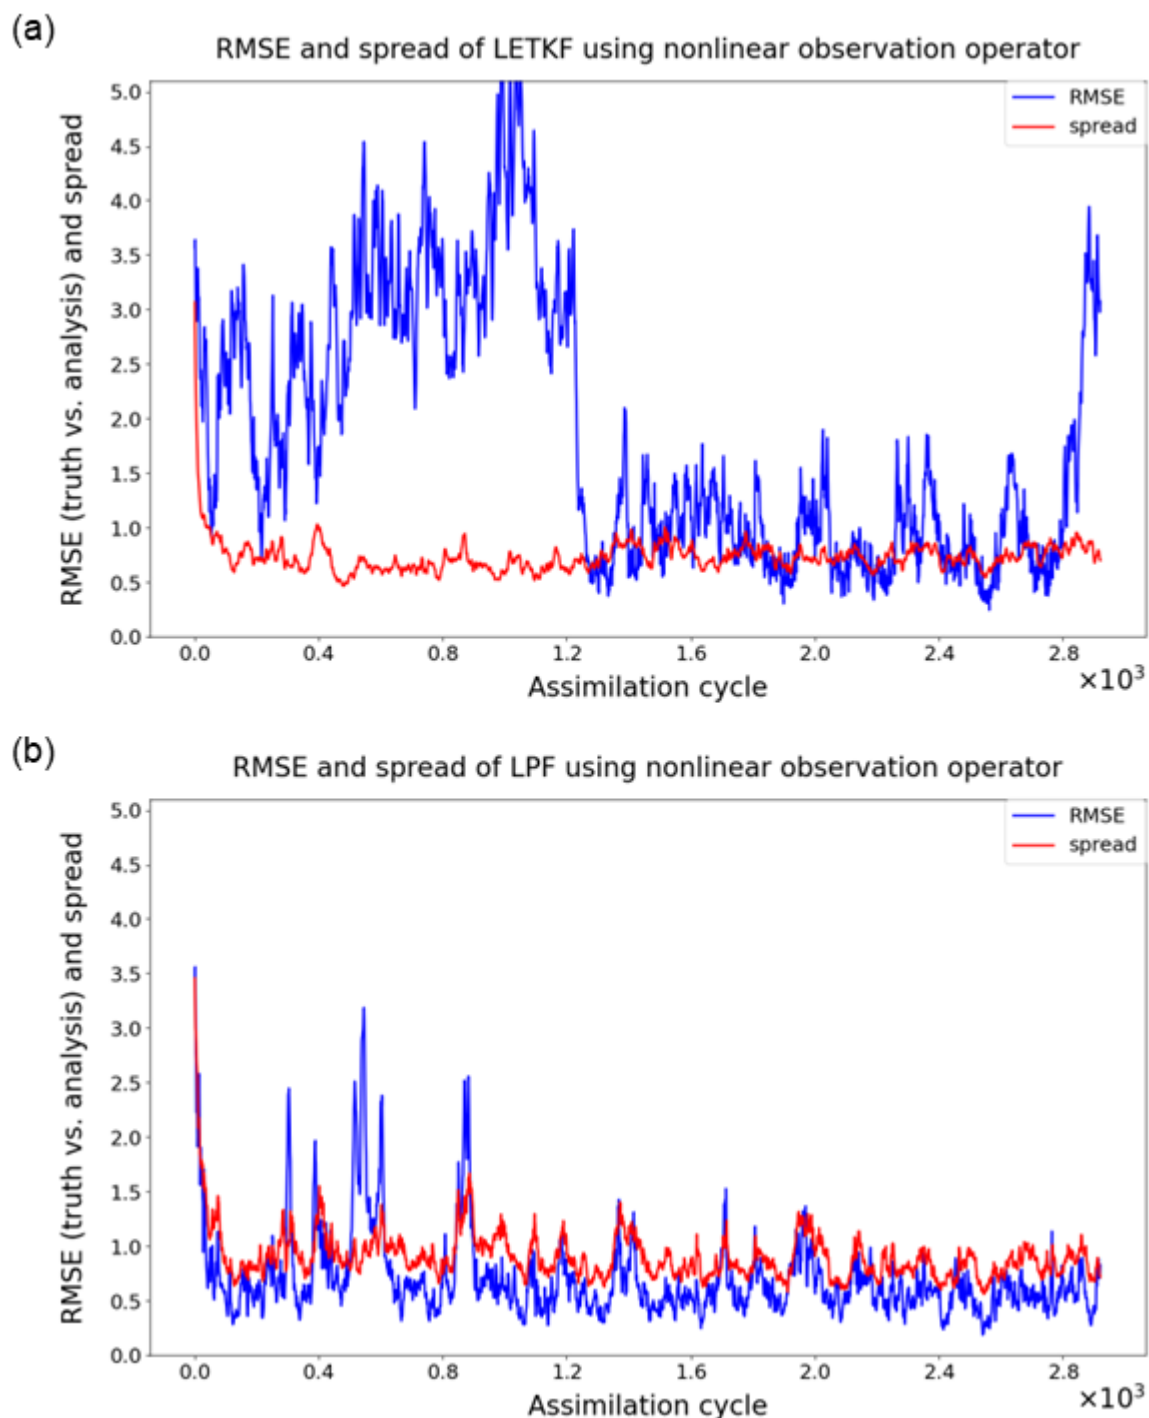 (a)
RMSE and spread of LETKF using nonlinear observation operator
RMSE (truth vs. analysis) and spread
5.0
4.5
4.0
3.5
3.0
2.5
2.0
1.5
1.0
0.5
0.0
RMSE
spread
0.0 0.4 0.8 1.2 1.6 2.0 2.4 2.8
Assimilation cycle
×10³
(b)
RMSE and spread of LPF using nonlinear observation operator
RMSE (truth vs. analysis) and spread
5.0
4.5
4.0
3.5
3.0
2.5
2.0
1.5
1.0
0.5
0.0
RMSE
spread
0.0 0.4 0.8 1.2 1.6 2.0 2.4 2.8
Assimilation cycle
×10³